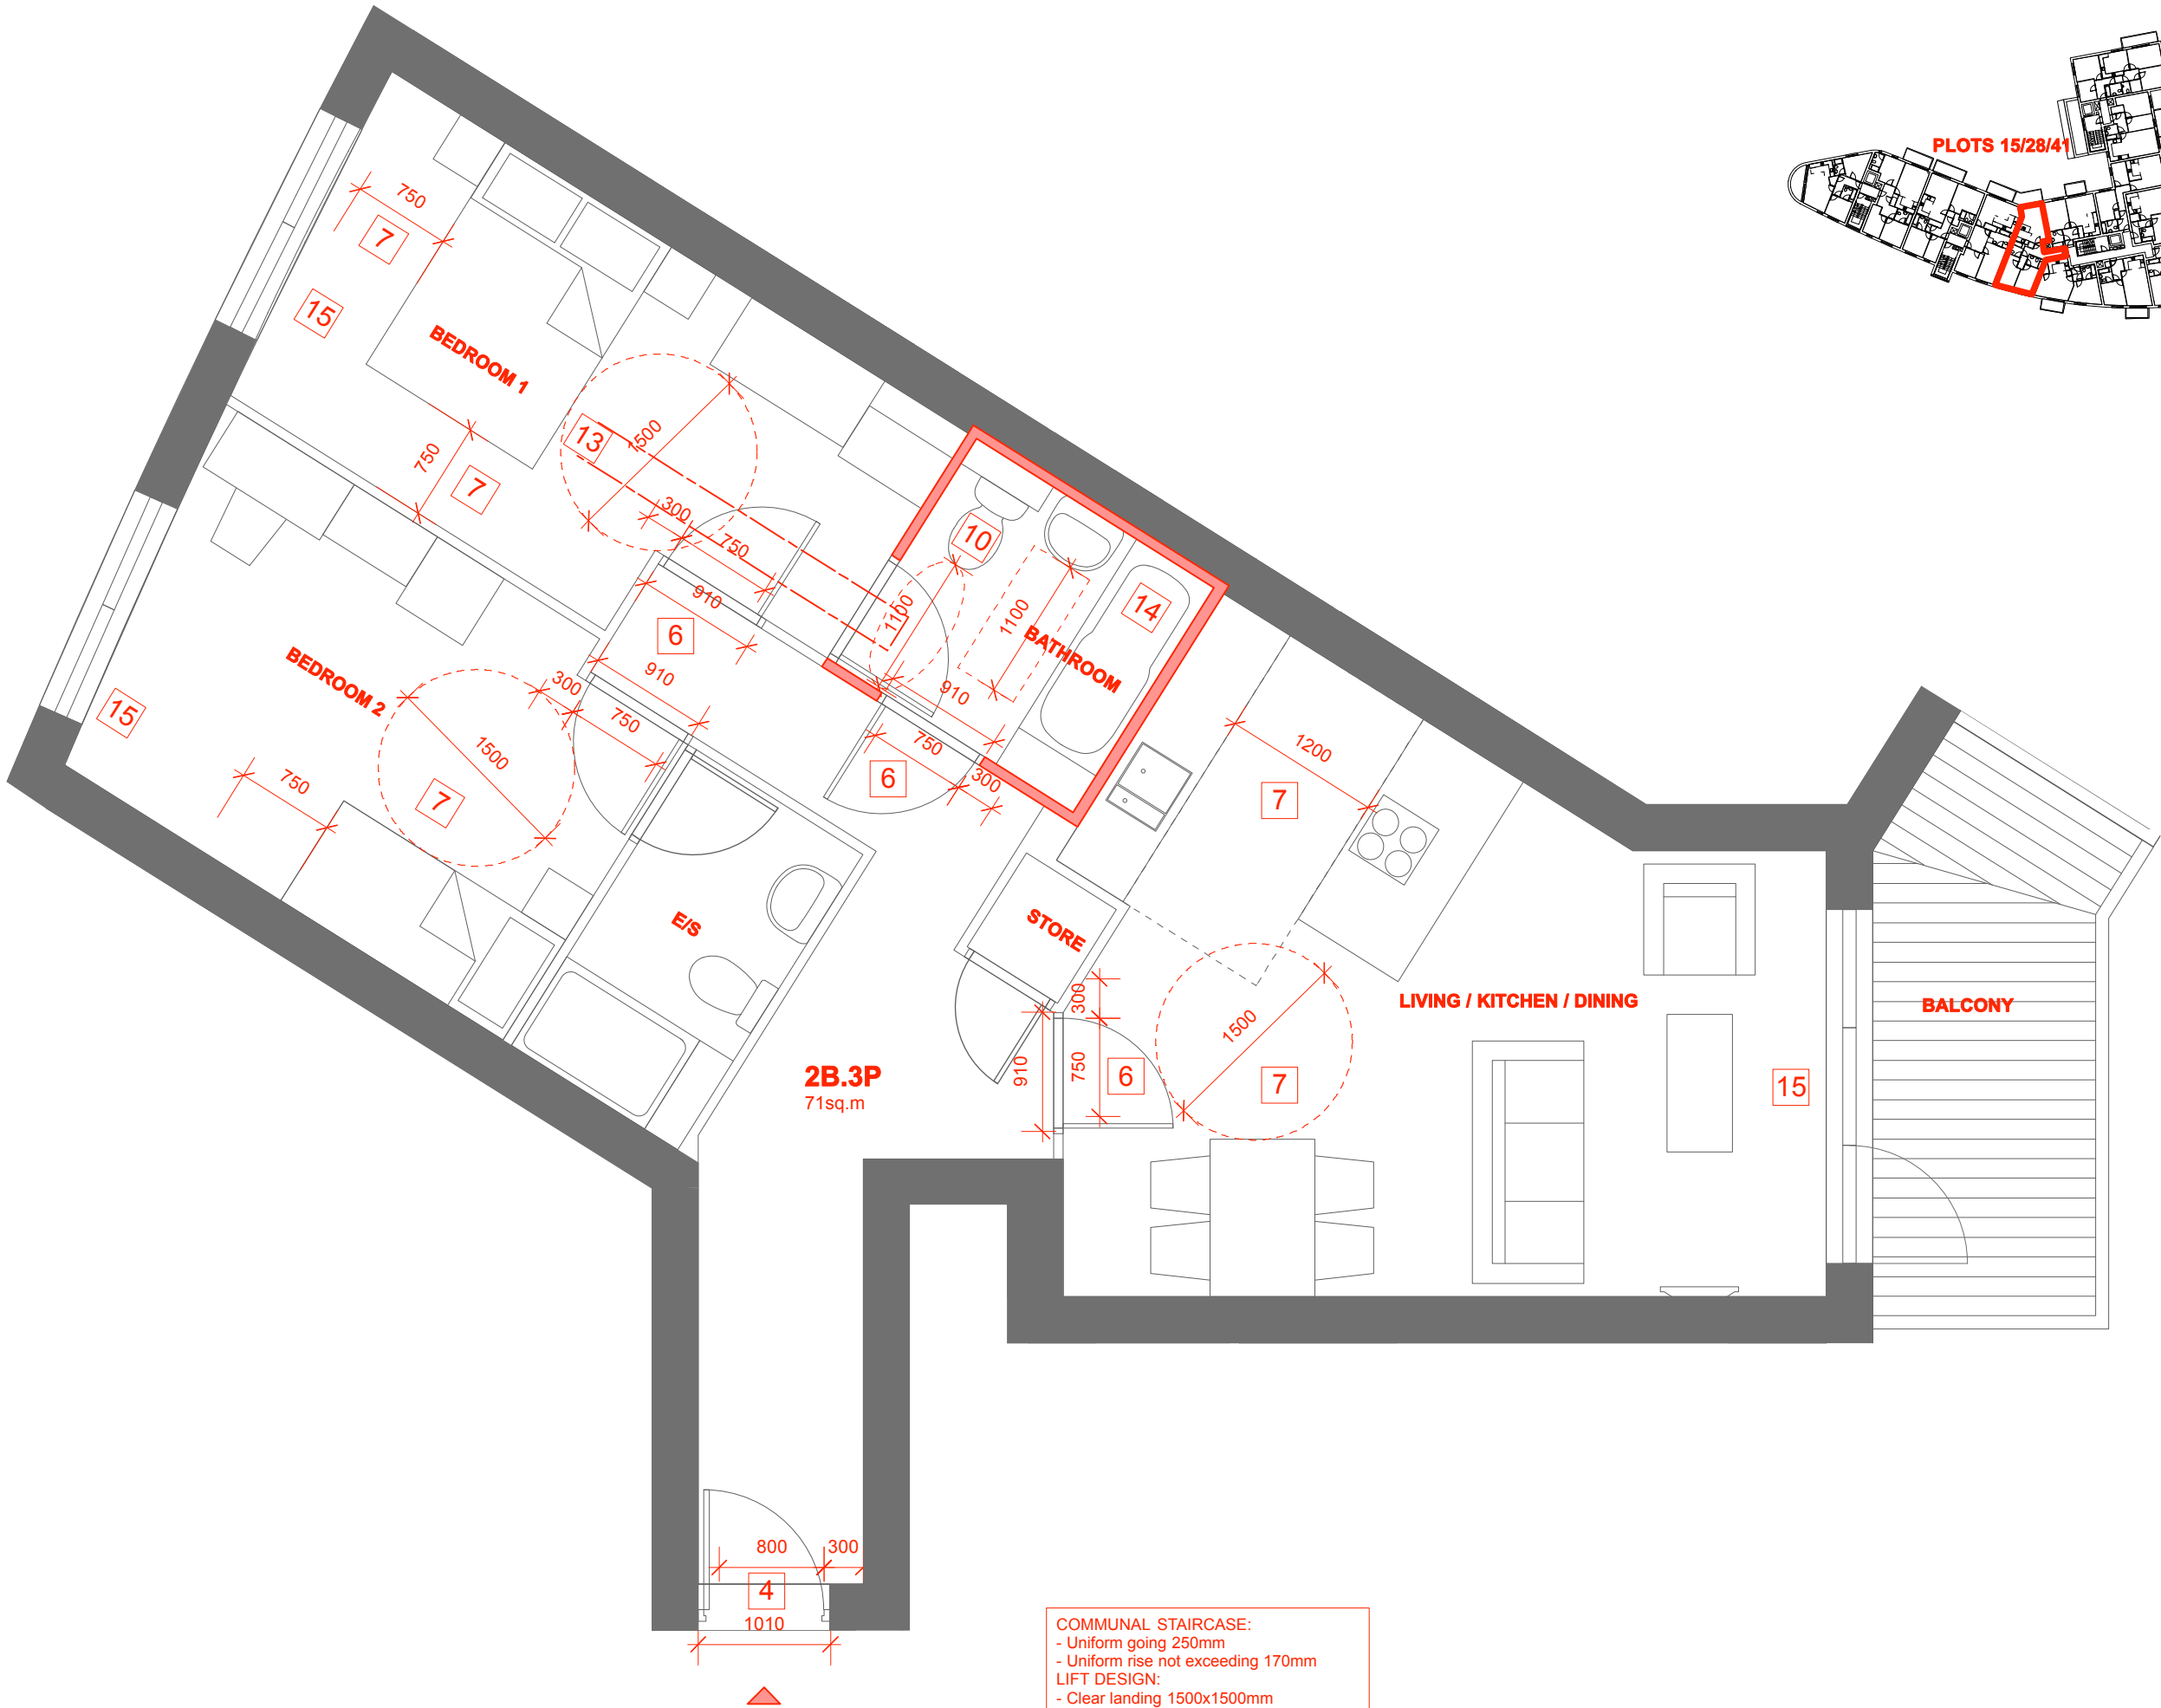 PLOTS 15/28/41
750
7
15
BEDROOM 1
13
1500
750
7
300
750
10
910
6
1100
1100
14
BATHROOM
BEDROOM 2
910
300
750
910
15
1500
750
7
750
6
300
1200
7
E/S
STORE
300
LIVING / KITCHEN / DINING
BALCONY
1500
910
750
6
7
15
2B.3P
71sq.m
800
300
4
1010
COMMUNAL STAIRCASE:
- Uniform going 250mm
- Uniform rise not exceeding 170mm
LIFT DESIGN:
- Clear landing 1500x1500mm